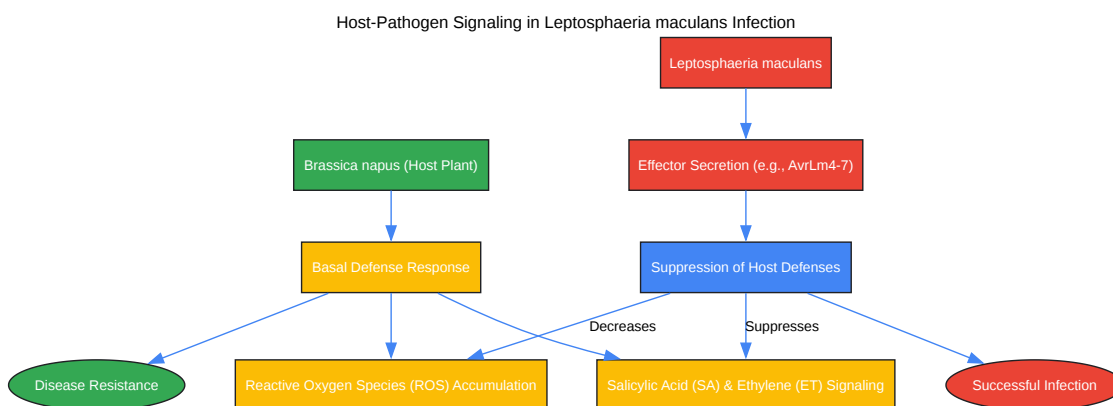 Host-Pathogen Signaling in Leptosphaeria maculans Infection
Leptosphaeria maculans
Brassica napus (Host Plant)
Effector Secretion (e.g., AvrLm4-7)
Basal Defense Response
Suppression of Host Defenses
Decreases
Suppresses
Disease Resistance
Reactive Oxygen Species (ROS) Accumulation
Salicylic Acid (SA) & Ethylene (ET) Signaling
Successful Infection